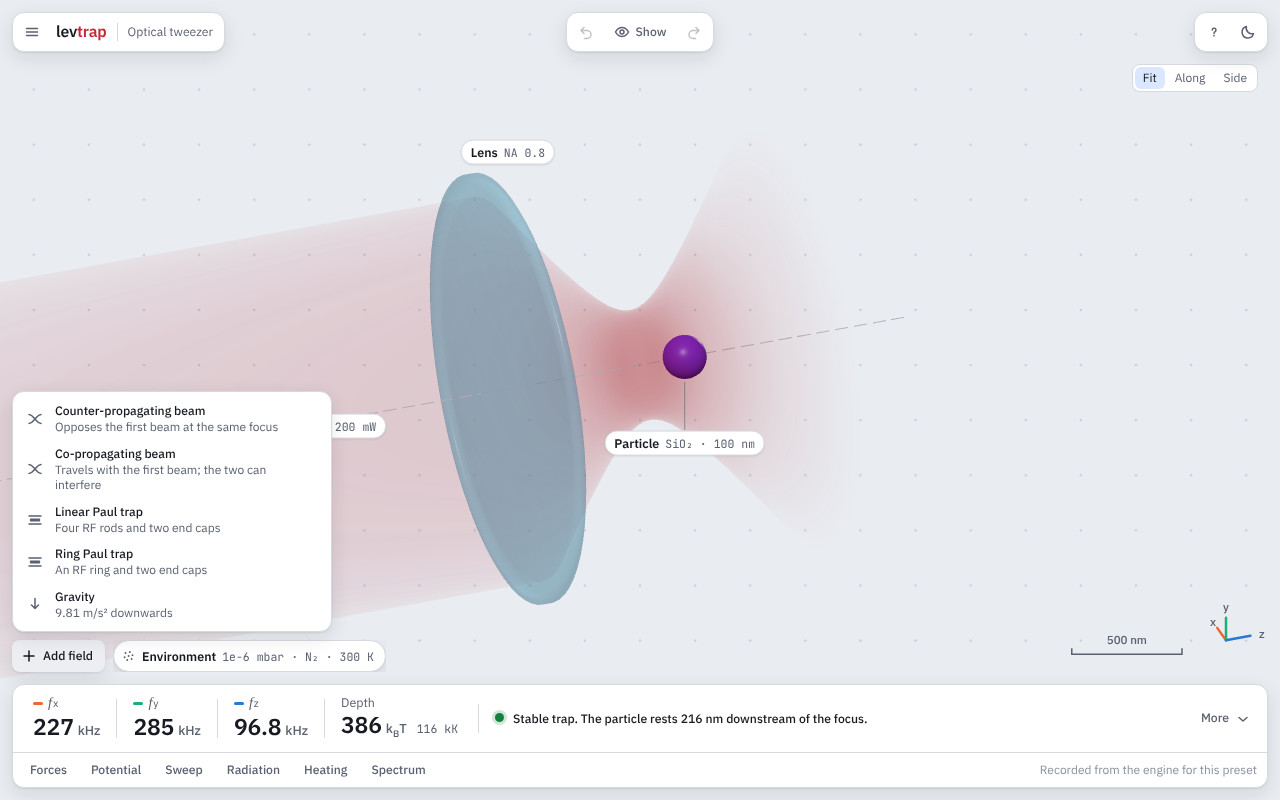 levtrap Optical tweezer
Show
?
Fit Along Side
Lens NA 0.8
200 mW
Particle SiO₂ · 100 nm
Counter-propagating beam
Opposes the first beam at the same focus
Co-propagating beam
Travels with the first beam; the two can
interfere
Linear Paul trap
Four RF rods and two end caps
Ring Paul trap
An RF ring and two end caps
Gravity
9.81 m/s² downwards
Add field
Environment 1e-6 mbar · N₂ · 300 K
500 nm
y
x
z
fx
227 kHz
fy
285 kHz
fz
96.8 kHz
Depth
386 kBT 116 kK
Stable trap. The particle rests 216 nm downstream of the focus.
More
Forces Potential Sweep Radiation Heating Spectrum
Recorded from the engine for this preset